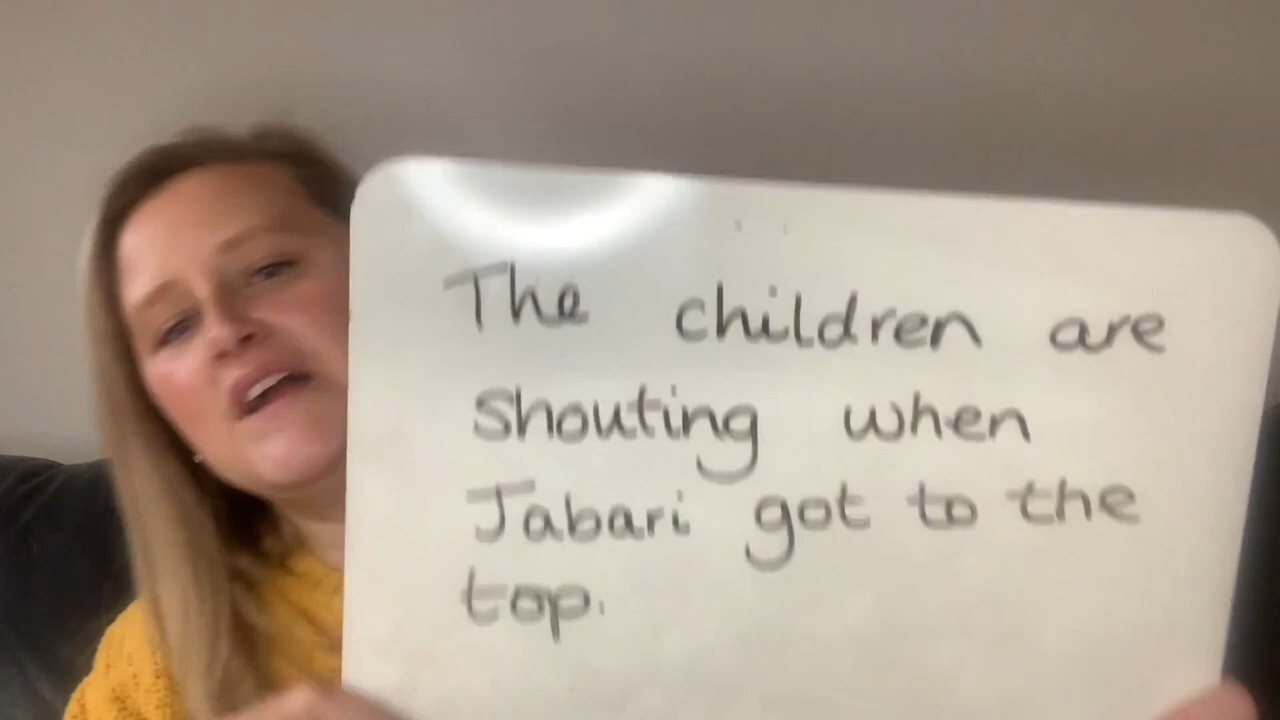 The children are
shouting when
Jabari got to the
top.